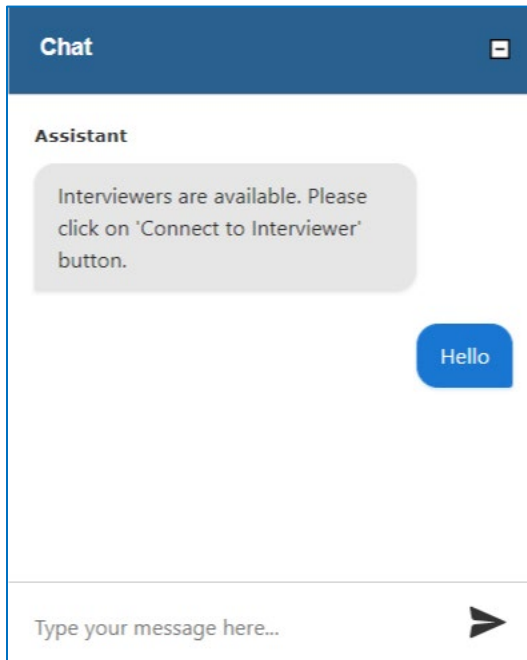 Chat
Assistant
Interviewers are available. Please
click on 'Connect to Interviewer'
button.
Hello
Type your message here...